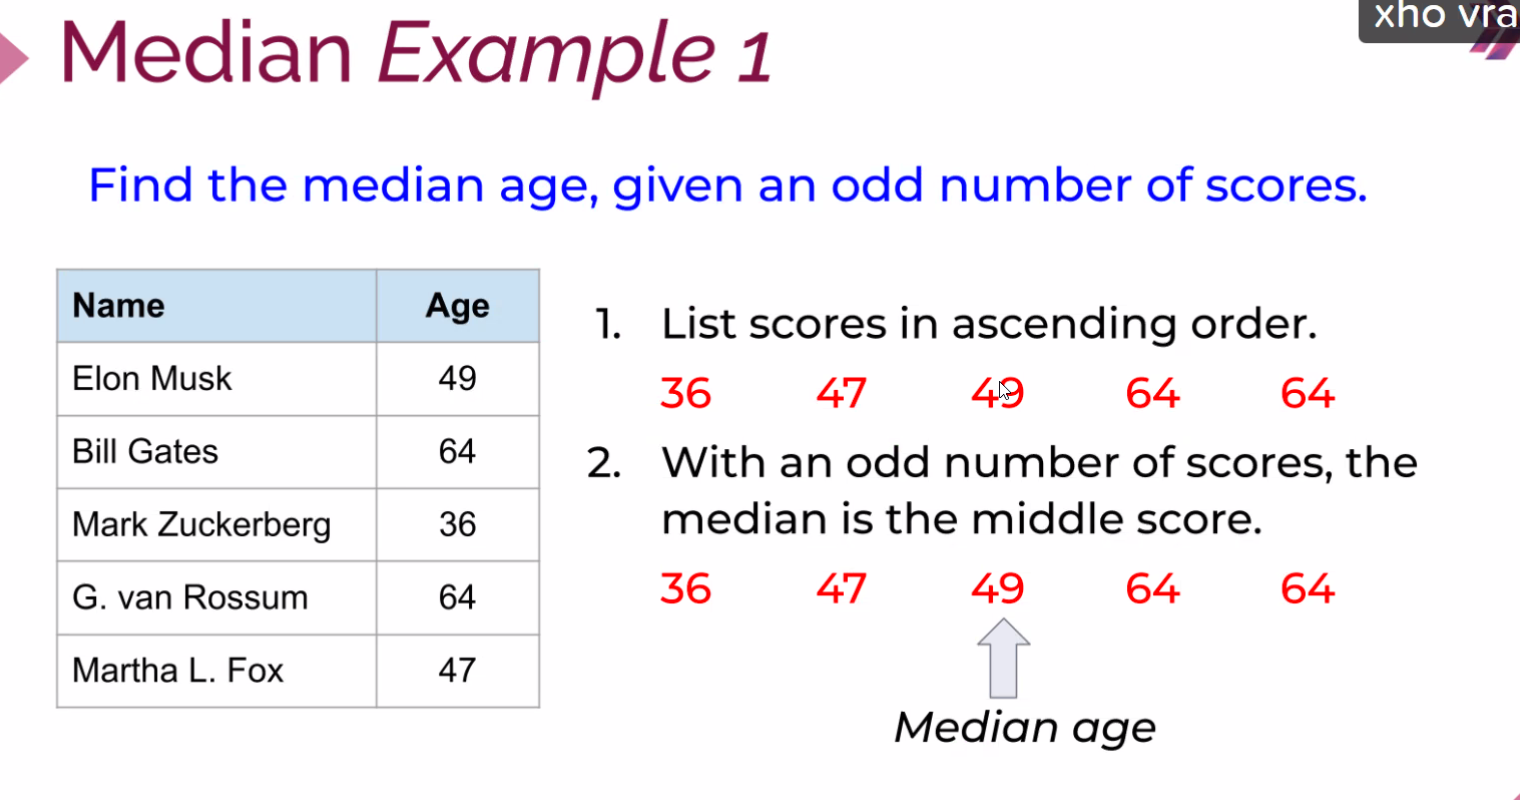 xho vra
Median Example 1
Find the median age, given an odd number of scores.
Name Age
Elon Musk 49
Bill Gates 64
Mark Zuckerberg 36
G. van Rossum 64
Martha L. Fox 47
1. List scores in ascending order.
36 47 49 64 64
2. With an odd number of scores, the
median is the middle score.
36 47 49 64 64
Median age